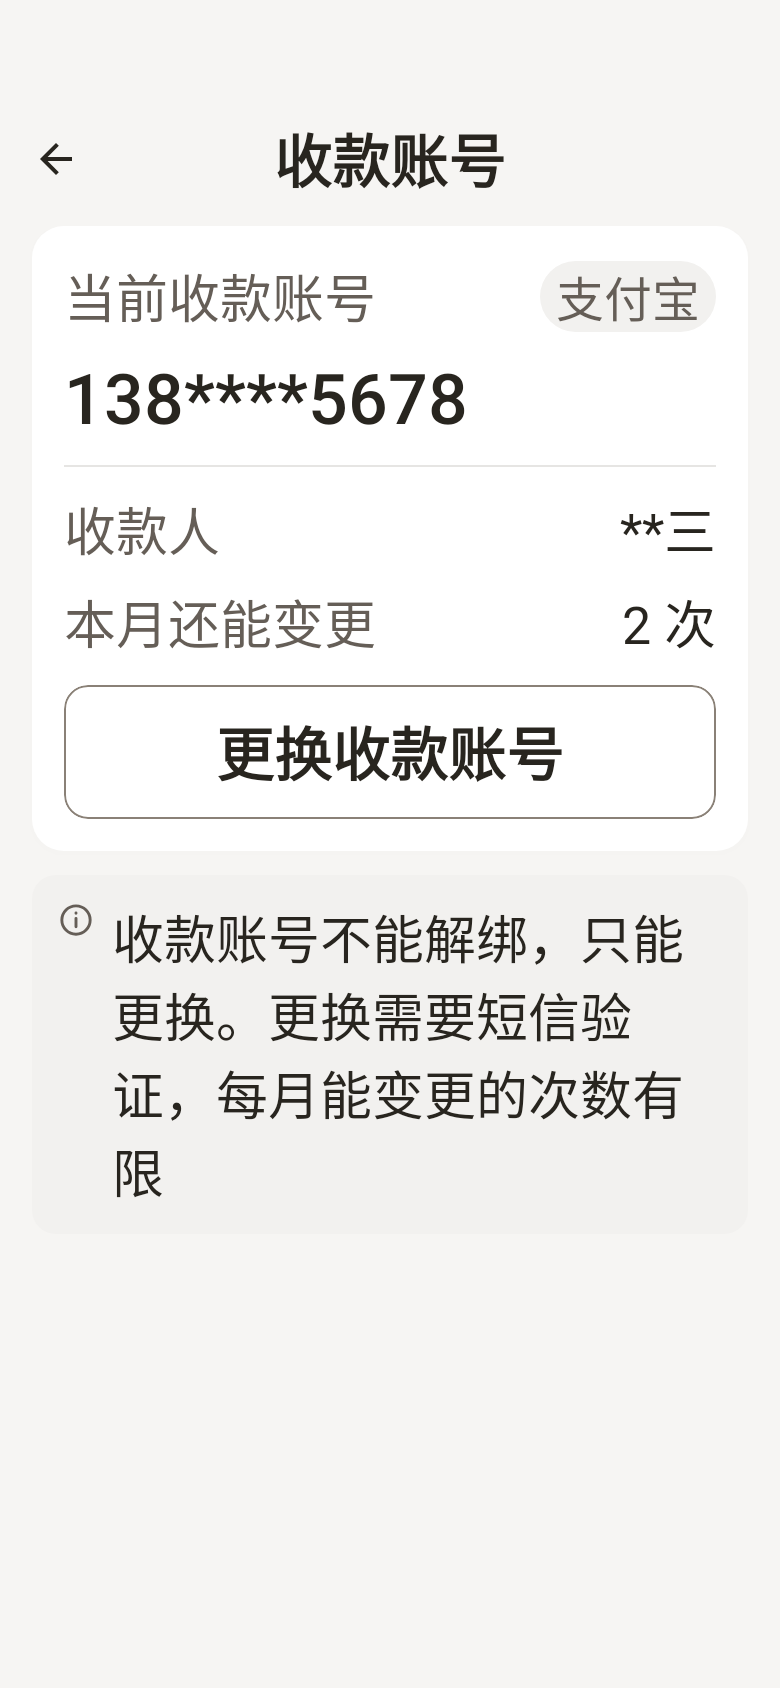 收款账号
当前收款账号 支付宝
138****5678
收款人 **三
本月还能变更 2 次
更换收款账号
收款账号不能解绑，只能
更换。更换需要短信验
证，每月能变更的次数有
限